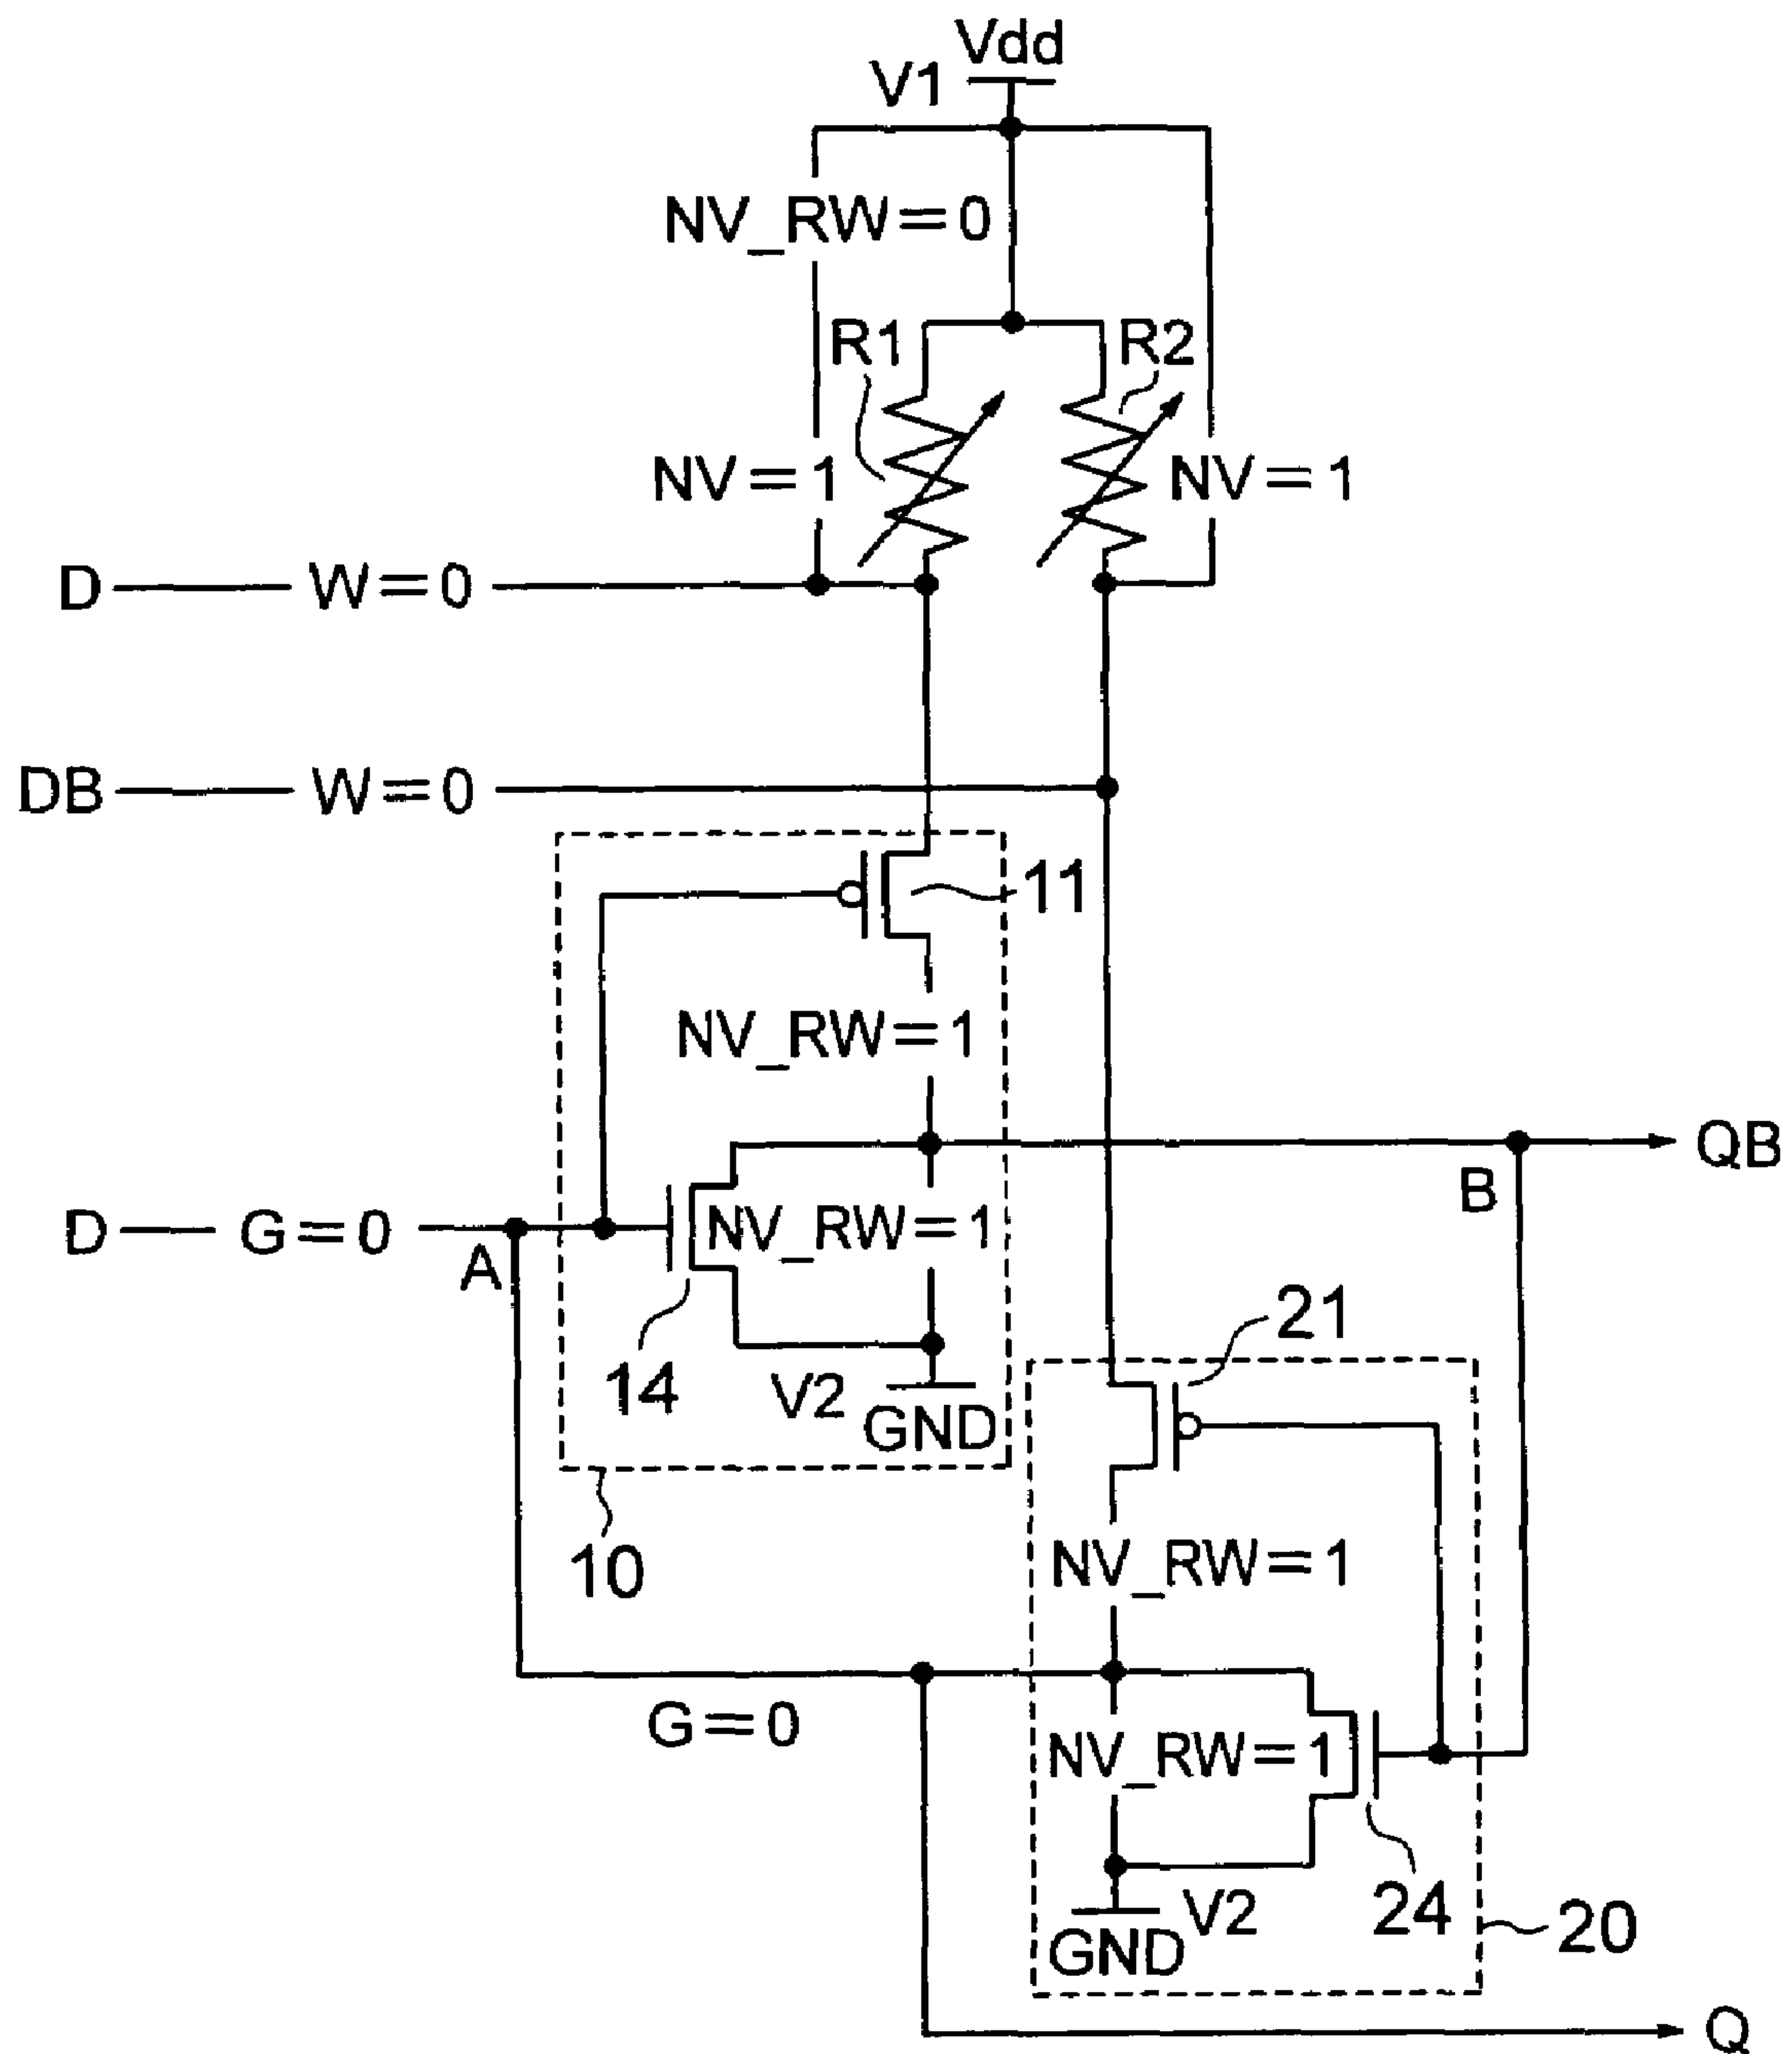 Vdd
V1
NV_RW=0
R1
R2
NV=1
NV=1
D
W=0
DB
W=0
11
NV_RW=1
QB
B
D
G=0
A
NV_RW=1
14
V2
GND
21
10
NV_RW=1
G=0
NV_RW=1
24
V2
GND
20
Q